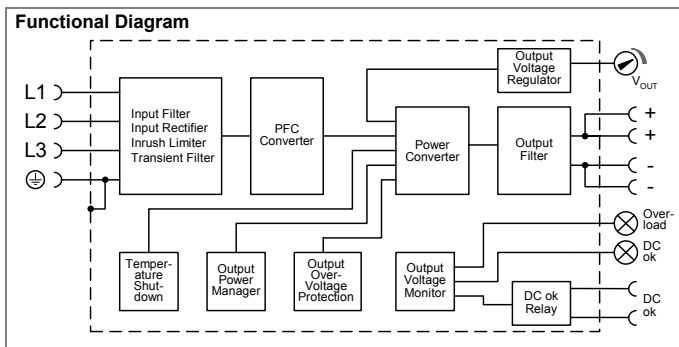 Functional Diagram
L1
L2
L3
Input Filter
Input Rectifier
Inrush Limiter
Transient Filter
PFC
Converter
Power
Converter
Output
Voltage
Regulator
VOUT
Output
Filter
+
+
-
-
Temper-
ature
Shut-
down
Output
Power
Manager
Output
Over-
Voltage
Protection
Output
Voltage
Monitor
Over-
load
DC
ok
DC ok
Relay
DC
ok